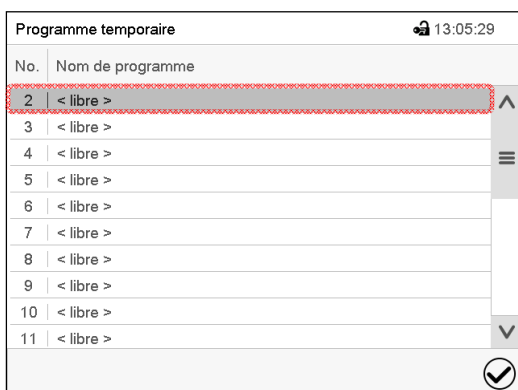 Programme temporaire 13:05:29
No. Nom de programme
2 < libre >
3 < libre >
4 < libre >
5 < libre >
6 < libre >
7 < libre >
8 < libre >
9 < libre >
10 < libre >
11 < libre >